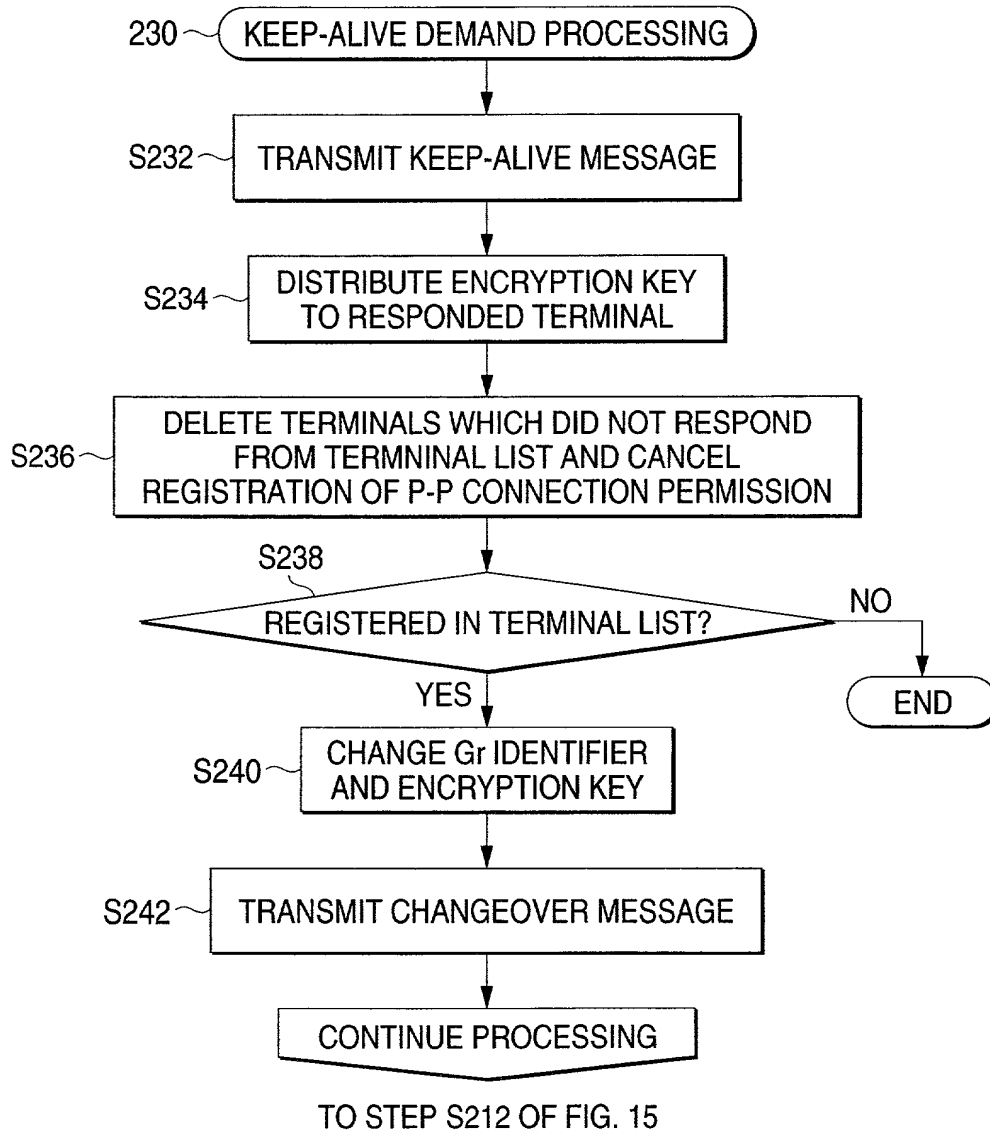 230
KEEP-ALIVE DEMAND PROCESSING
S232
TRANSMIT KEEP-ALIVE MESSAGE
S234
DISTRIBUTE ENCRYPTION KEY
TO RESPONDED TERMINAL
S236
DELETE TERMINALS WHICH DID NOT RESPOND
FROM TERMNINAL LIST AND CANCEL
REGISTRATION OF P-P CONNECTION PERMISSION
S238
REGISTERED IN TERMINAL LIST?
NO
END
YES
S240
CHANGE Gr IDENTIFIER
AND ENCRYPTION KEY
S242
TRANSMIT CHANGEOVER MESSAGE
CONTINUE PROCESSING
TO STEP S212 OF FIG. 15